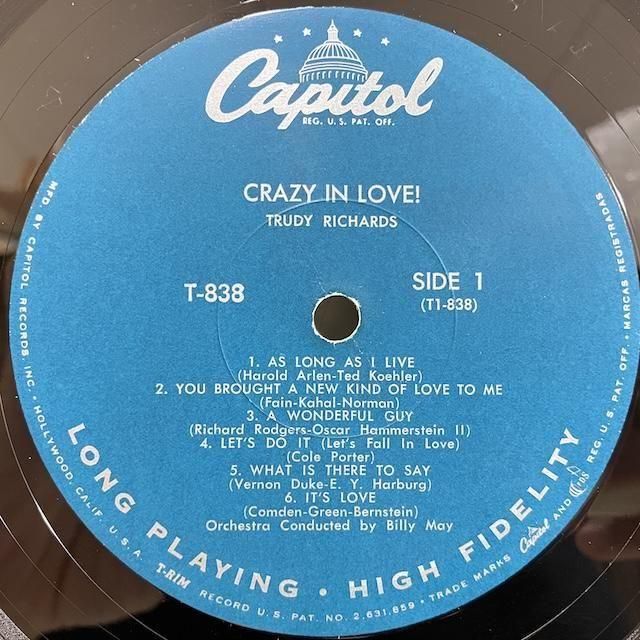 Capitol
REG. U.S. PAT. OFF.
CRAZY IN LOVE!
TRUDY RICHARDS
T-838
SIDE 1
(T1-838)
1. AS LONG AS I LIVE
(Harold Arlen-Ted Koehler)
2. YOU BROUGHT A NEW KIND OF LOVE TO ME
(Fain-Kahal-Norman)
3. A WONDERFUL GUY
(Richard Rodgers-Oscar Hammerstein II)
4. LET'S DO IT (Let's Fall In Love)
(Cole Porter)
5. WHAT IS THERE TO SAY
(Vernon Duke-E. Y. Harburg)
6. IT'S LOVE
(Comden-Green-Bernstein)
Orchestra Conducted by Billy May
LONG PLAYING • HIGH FIDELITY
MFD. BY CAPITOL RECORDS, INC. • HOLLYWOOD, CALIF. U.S.A. T-RIM RECORD U.S. PAT. NO. 2,631,859 • TRADE MARKS Capitol AND REG. U.S. PAT. OFF. • MARCAS REGISTRADAS